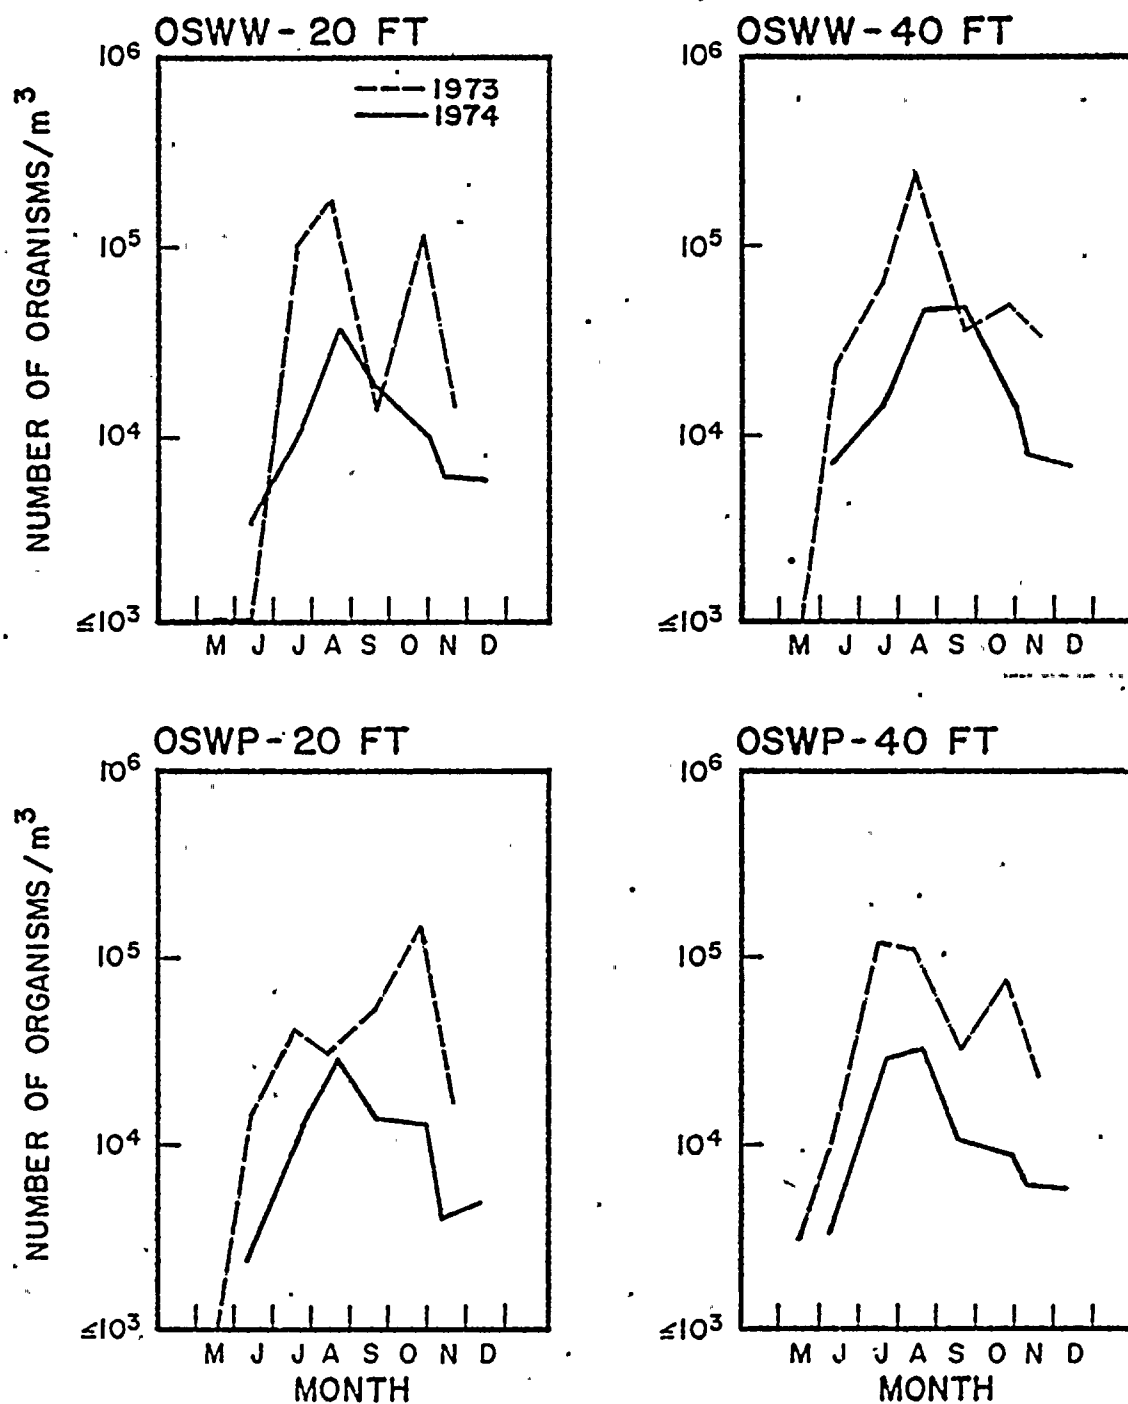 OSWW-20 FT
OSWW-40 FT
10⁶
10⁶
1973
1974
NUMBER OF ORGANISMS/m³
10⁵
10⁵
10⁴
10⁴
≤10³
≤10³
M J J A S O N D
M J J A S O N D
OSWP-20 FT
OSWP-40 FT
10⁶
10⁶
NUMBER OF ORGANISMS/m³
10⁵
10⁵
10⁴
10⁴
≤10³
≤10³
M J J A S O N D
M J J A S O N D
MONTH
MONTH